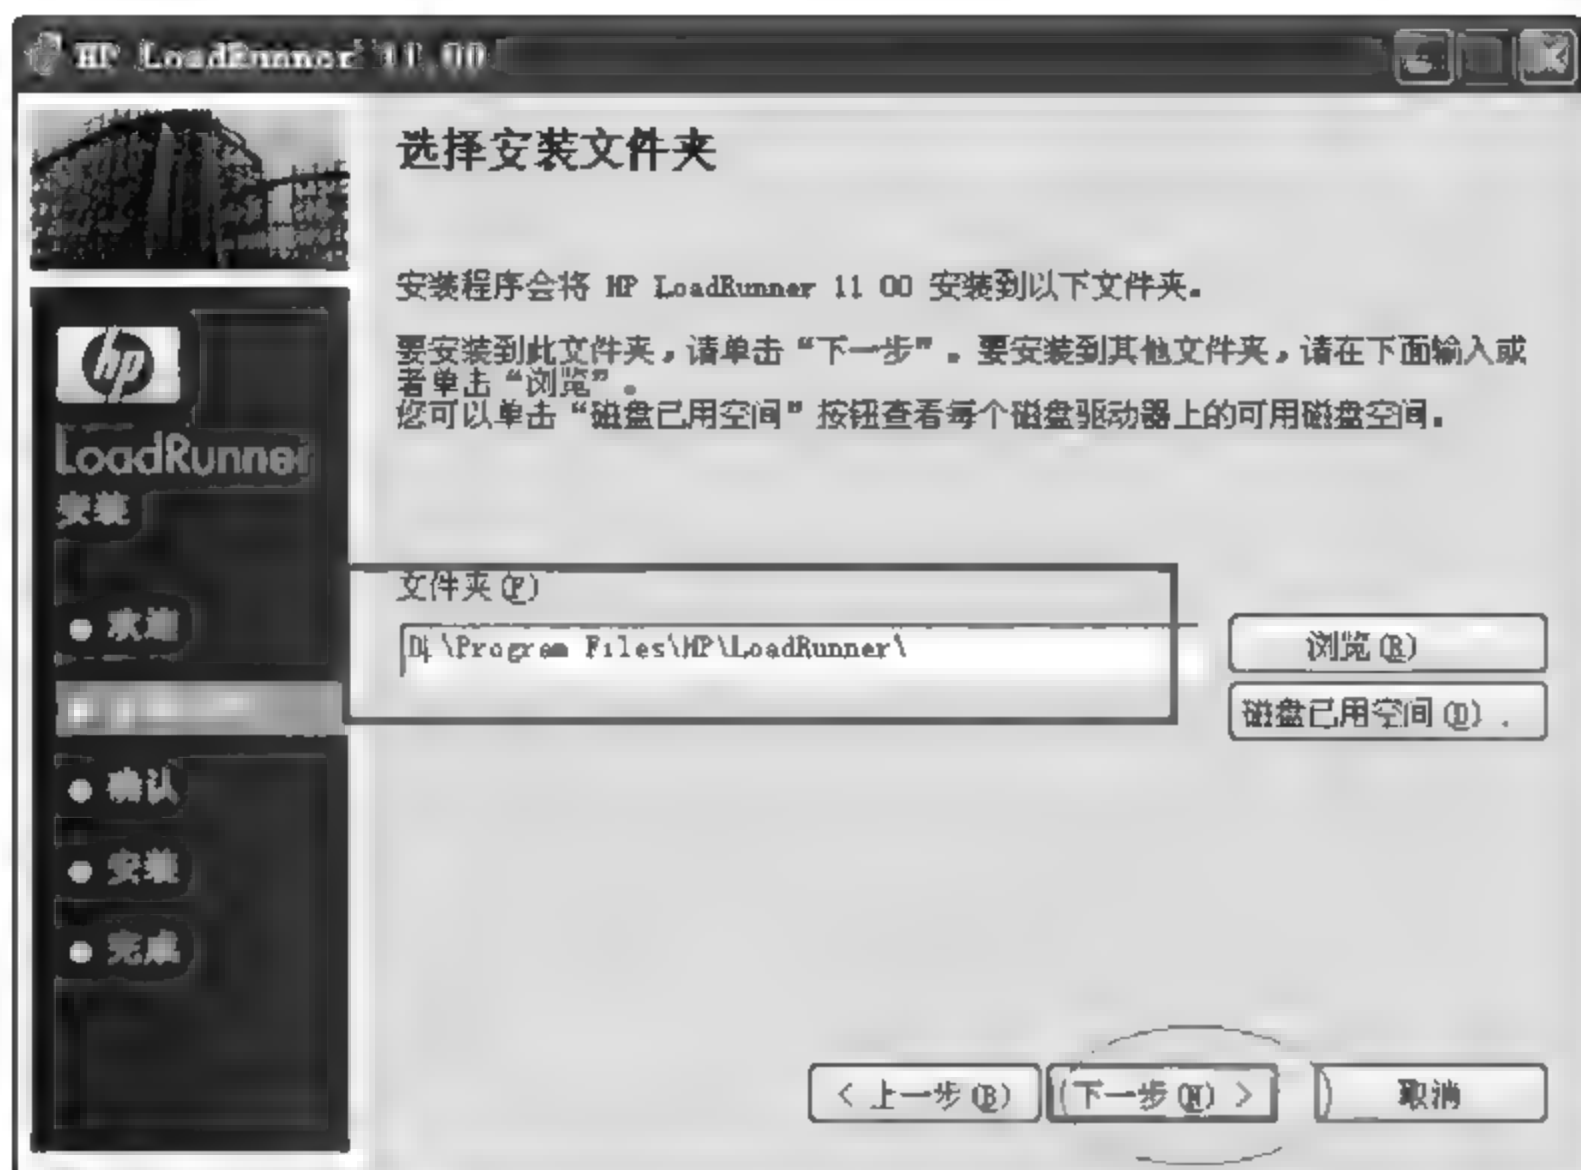 HP LoadRunner 11.00
选择安装文件夹
安装程序会将 HP LoadRunner 11 00 安装到以下文件夹。
要安装到此文件夹，请单击“下一步”。要安装到其他文件夹，请在下面输入或
者单击“浏览”。
您可以单击“磁盘已用空间”按钮查看每个磁盘驱动器上的可用磁盘空间。
hp
LoadRunner
安装
欢迎
确认
安装
完成
文件夹(F)
D:\Program Files\HP\LoadRunner\
浏览(R)
磁盘已用空间(D).
< 上一步(B)
下一步(N) >
取消